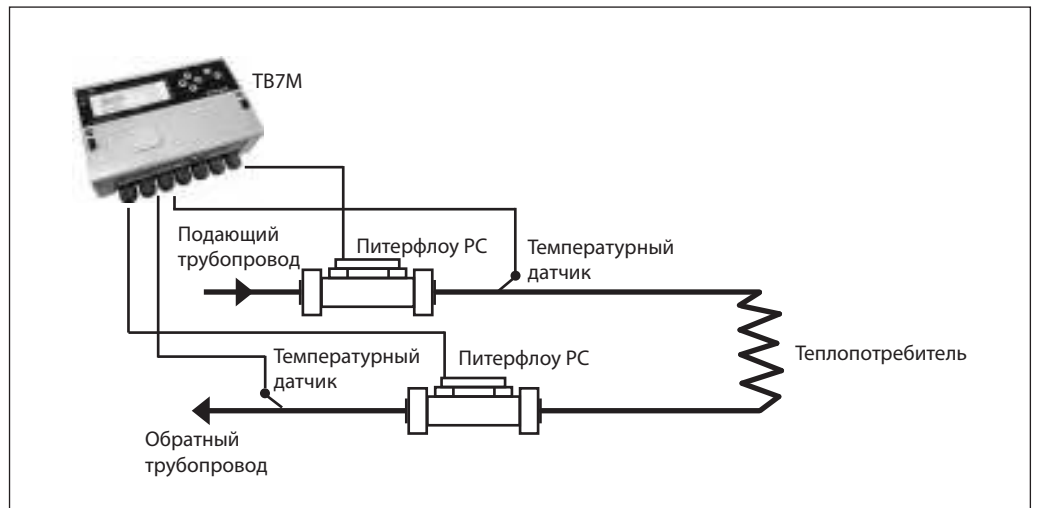 ТВ7М
Подающий
трубопровод
Питерфлоу РС
Температурный
датчик
Температурный
датчик
Питерфлоу РС
Теплопотребитель
Обратный
трубопровод